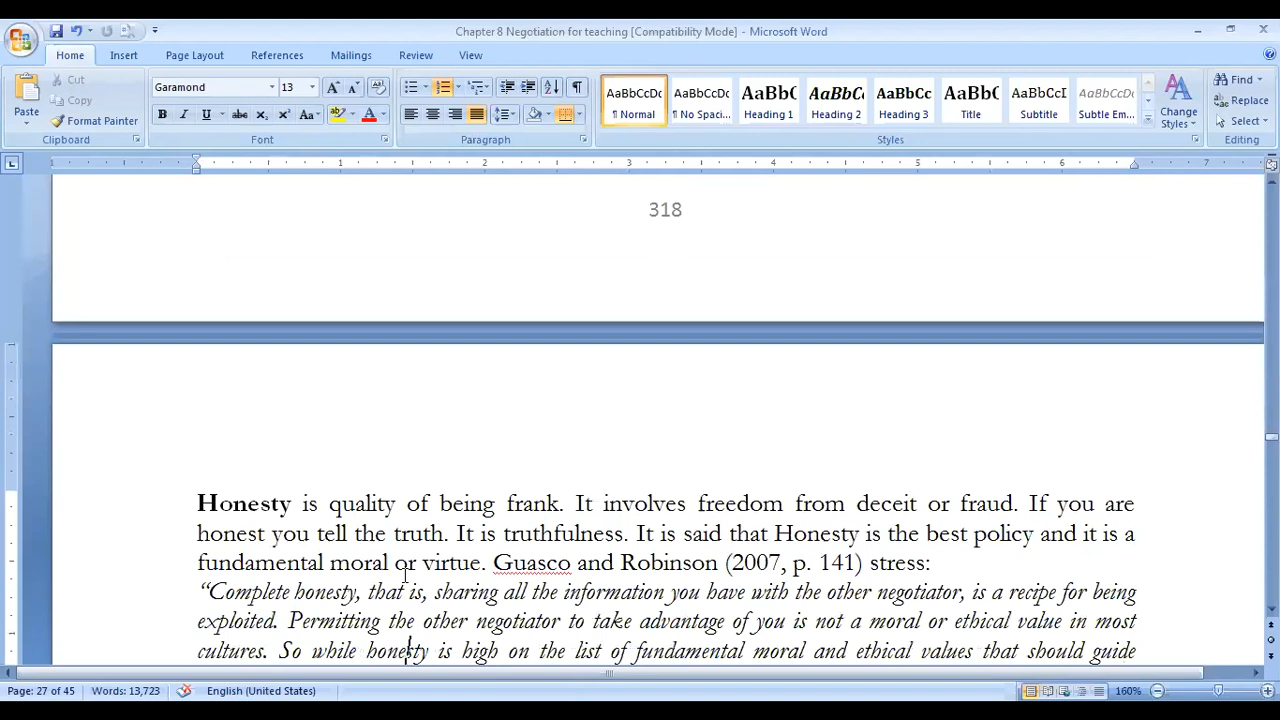 Chapter 8 Negotiation for teaching [Compatibility Mode] - Microsoft Word
Home Insert Page Layout References Mailings Review View
Paste
Cut
Copy
Format Painter
Clipboard
Garamond 13
Font
Paragraph
AaBbCcDc AaBbCcDc AaBbC AaBbCc AaBbCc AaBbC AaBbCcI AaBbCcDc
¶ Normal ¶ No Spaci... Heading 1 Heading 2 Heading 3 Title Subtitle Subtle Em...
Change Styles
Styles
Find
Replace
Select
Editing
1 1 2 3 4 5 6 7
318
Honesty is quality of being frank. It involves freedom from deceit or fraud. If you are
honest you tell the truth. It is truthfulness. It is said that Honesty is the best policy and it is a
fundamental moral or virtue. Guasco and Robinson (2007, p. 141) stress:
“Complete honesty, that is, sharing all the information you have with the other negotiator, is a recipe for being
exploited. Permitting the other negotiator to take advantage of you is not a moral or ethical value in most
cultures. So while honesty is high on the list of fundamental moral and ethical values that should guide
Page: 27 of 45 Words: 13,723 English (United States) 160%